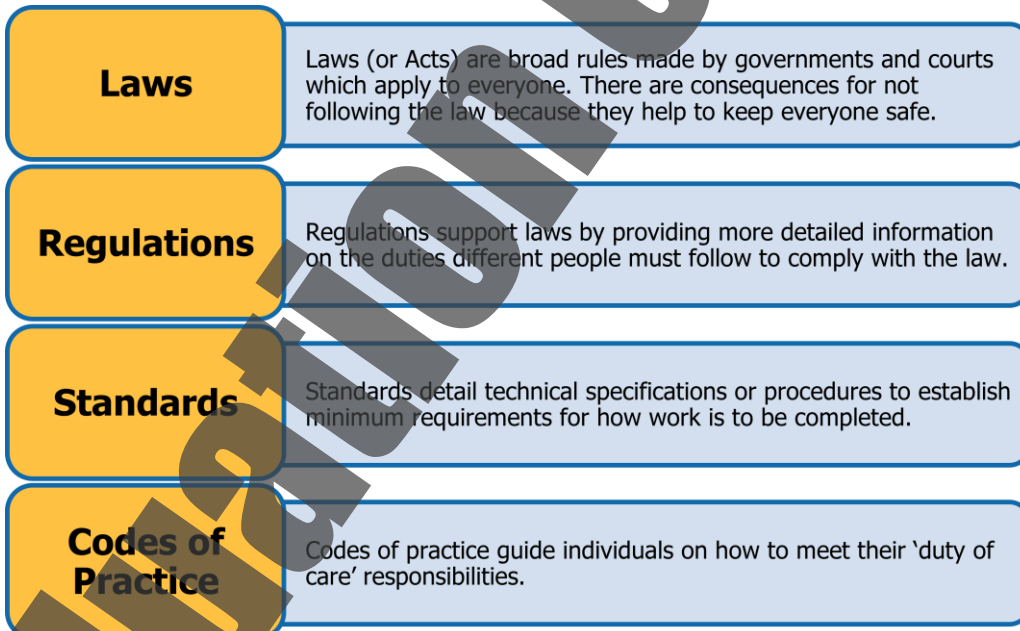 Laws
Laws (or Acts) are broad rules made by governments and courts
which apply to everyone. There are consequences for not
following the law because they help to keep everyone safe.
Regulations
Regulations support laws by providing more detailed information
on the duties different people must follow to comply with the law.
Standards
Standards detail technical specifications or procedures to establish
minimum requirements for how work is to be completed.
Codes of
Practice
Codes of practice guide individuals on how to meet their ‘duty of
care’ responsibilities.